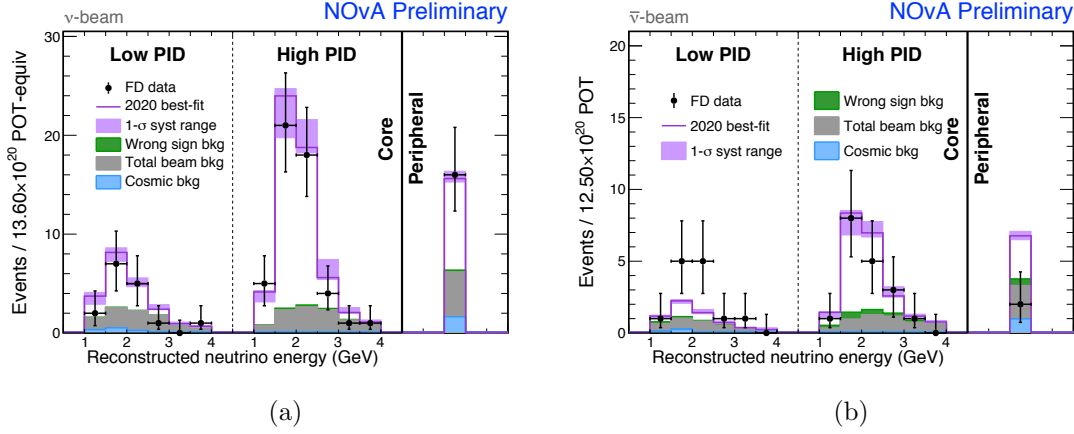 ν-beam
NOvA Preliminary
Events / 13.60×10²⁰ POT-equiv
30
20
10
0
Low PID
High PID
FD data
2020 best-fit
1-σ syst range
Wrong sign bkg
Total beam bkg
Cosmic bkg
Core
Peripheral
1 2 3 4 1 2 3 4
Reconstructed neutrino energy (GeV)
(a)
ν̅-beam
NOvA Preliminary
Events / 12.50×10²⁰ POT
20
15
10
5
0
Low PID
High PID
FD data
2020 best-fit
1-σ syst range
Wrong sign bkg
Total beam bkg
Cosmic bkg
Core
Peripheral
1 2 3 4 1 2 3 4
Reconstructed neutrino energy (GeV)
(b)